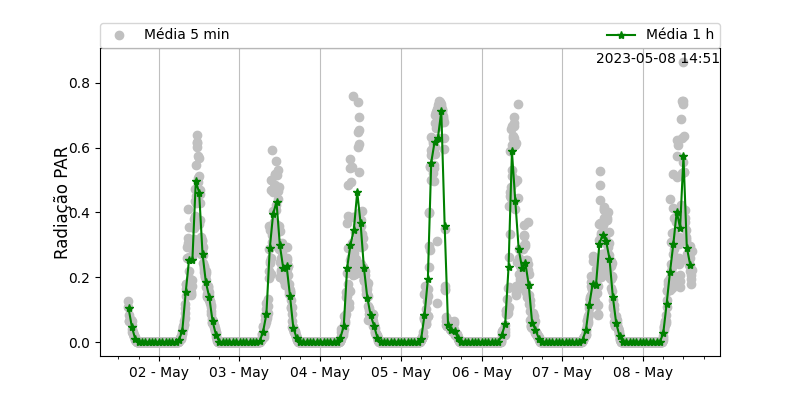 Média 5 min
Média 1 h
2023-05-08 14:51
Radiação PAR
0.8
0.6
0.4
0.2
0.0
02 - May
03 - May
04 - May
05 - May
06 - May
07 - May
08 - May